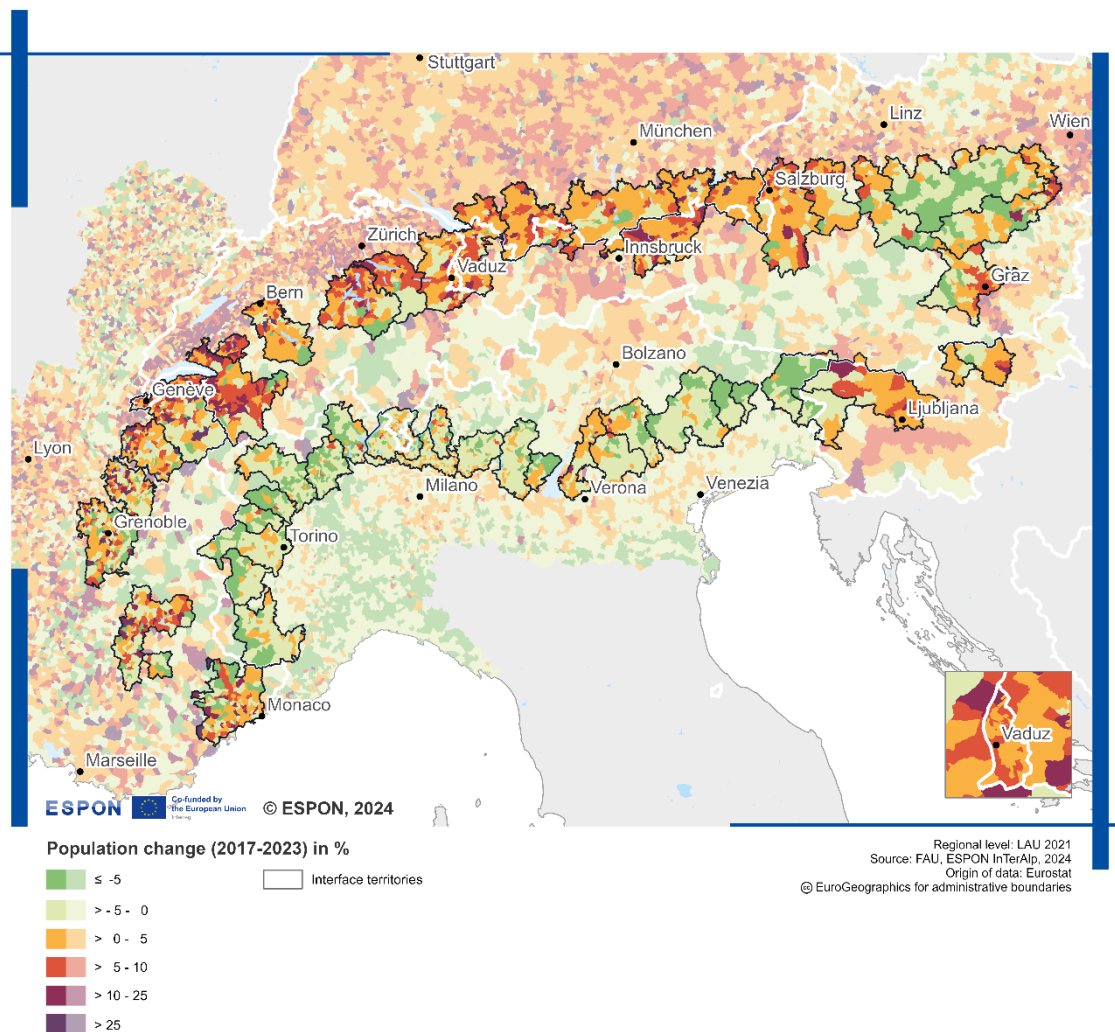 Stuttgart
Linz
Wien
München
Salzburg
Zürich
Innsbruck
Vaduz
Graz
Bern
Bolzano
Genève
Ljubljana
Lyon
Milano
Venezia
Verona
Grenoble
Torino
Monaco
Vaduz
Marseille
ESPON
Co-funded by
the European Union
Interreg
© ESPON, 2024
Population change (2017-2023) in %
Regional level: LAU 2021
Source: FAU, ESPON InTerAlp, 2024
Origin of data: Eurostat
cc EuroGeographics for administrative boundaries
≤ -5
Interface territories
> - 5 - 0
> 0 - 5
> 5 - 10
> 10 - 25
> 25